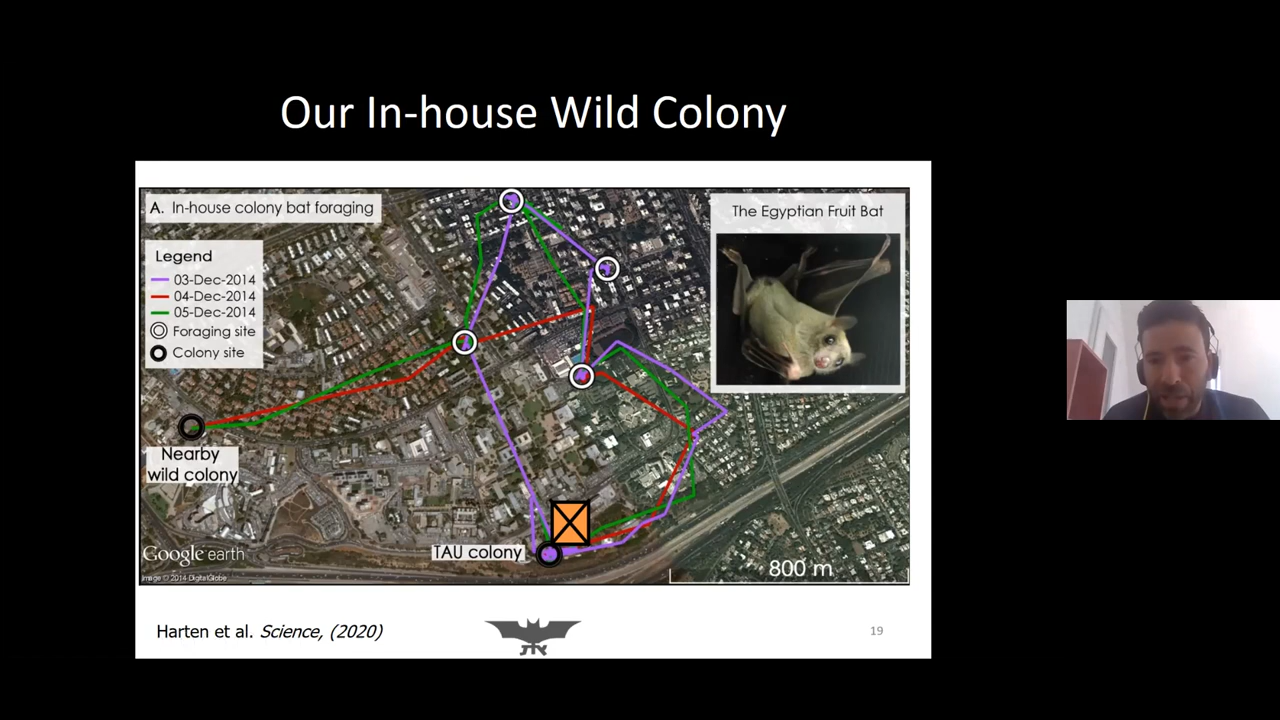 Our In-house Wild Colony
A. In-house colony bat foraging
The Egyptian Fruit Bat
Legend
03-Dec-2014
04-Dec-2014
05-Dec-2014
Foraging site
Colony site
Nearby
wild colony
TAU colony
Google earth
Image © 2014 DigitalGlobe
800 m
Harten et al. Science, (2020)
19